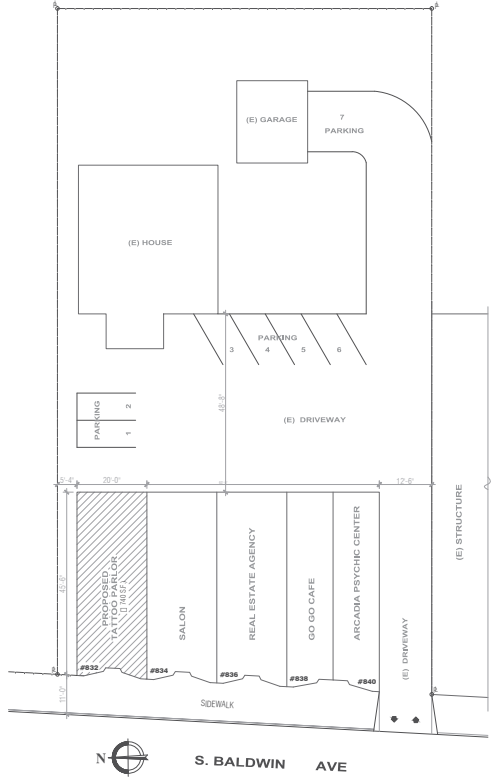 (E) GARAGE
7
PARKING
(E) HOUSE
PARKING
3 4 5 6
48'-8"
PARKING
2
1
(E) DRIVEWAY
5'-4"
20'-0"
12'-6"
45'-6"
PROPOSED
TATTOO PARLOR
740 S.F.
SALON
REAL ESTATE AGENCY
GO GO CAFE
ARCADIA PSYCHIC CENTER
(E) DRIVEWAY
(E) STRUCTURE
#832
#834
#836
#838
#840
11'-0"
SIDEWALK
N
S. BALDWIN AVE